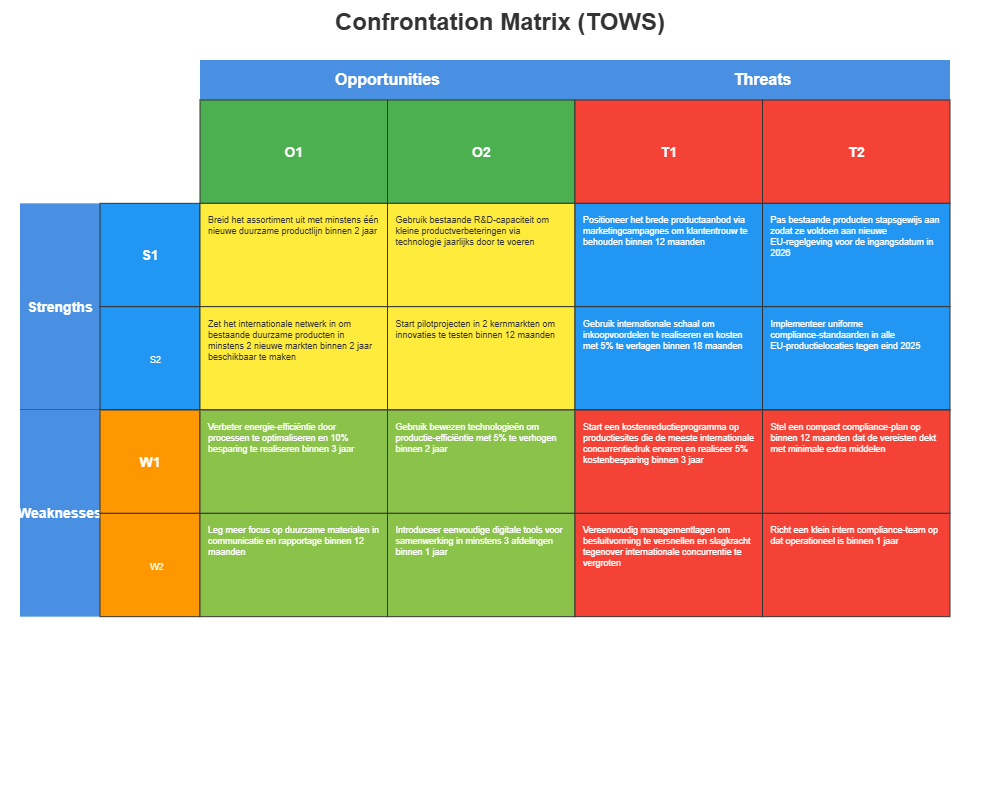 Confrontation Matrix (TOWS)
Opportunities
Threats
O1
O2
T1
T2
Strengths
S1
Breid het assortiment uit met minstens één
nieuwe duurzame productlijn binnen 2 jaar
Gebruik bestaande R&D-capaciteit om
kleine productverbeteringen via
technologie jaarlijks door te voeren
Positioneer het brede productaanbod via
marketingcampagnes om klantentrouw te
behouden binnen 12 maanden
Pas bestaande producten stapsgewijs aan
zodat ze voldoen aan nieuwe
EU-regelgeving voor de ingangsdatum in
2026
S2
Zet het internationale netwerk in om
bestaande duurzame producten in
minstens 2 nieuwe markten binnen 2 jaar
beschikbaar te maken
Start pilotprojecten in 2 kernmarkten om
innovaties te testen binnen 12 maanden
Gebruik internationale schaal om
inkoopvoordelen te realiseren en kosten
met 5% te verlagen binnen 18 maanden
Implementeer uniforme
compliance-standaarden in alle
EU-productielocaties tegen eind 2025
Weaknesses
W1
Verbeter energie-efficiëntie door
processen te optimaliseren en 10%
besparing te realiseren binnen 3 jaar
Gebruik bewezen technologieën om
productie-efficiëntie met 5% te verhogen
binnen 2 jaar
Start een kostenreductieprogramma op
productiesites die de meeste internationale
concurrentiedruk ervaren en realiseer 5%
kostenbesparing binnen 3 jaar
Stel een compact compliance-plan op
binnen 12 maanden dat de vereisten dekt
met minimale extra middelen
W2
Leg meer focus op duurzame materialen in
communicatie en rapportage binnen 12
maanden
Introduceer eenvoudige digitale tools voor
samenwerking in minstens 3 afdelingen
binnen 1 jaar
Vereenvoudig managementlagen om
besluitvorming te versnellen en slagkracht
tegenover internationale concurrentie te
vergroten
Richt een klein intern compliance-team op
dat operationeel is binnen 1 jaar